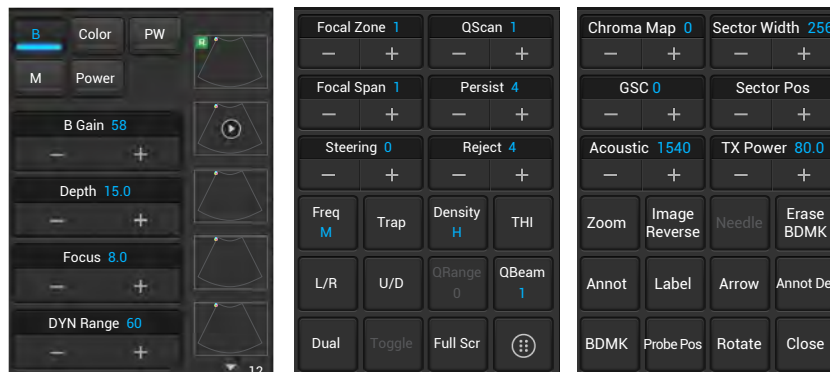 B Color PW
R
M Power
B Gain 58
− +
Depth 15.0
− +
Focus 8.0
− +
DYN Range 60
− +
12
Focal Zone 1 QScan 1
− + − +
Focal Span 1 Persist 4
− + − +
Steering 0 Reject 4
− + − +
Freq M Trap Density H THI
L/R U/D QRange 0 QBeam 1
Dual Toggle Full Scr
Chroma Map 0 Sector Width 256
− + − +
GSC 0 Sector Pos
− + − +
Acoustic 1540 TX Power 80.0
− + − +
Zoom Image Reverse Needle Erase BDMK
Annot Label Arrow Annot De
BDMK Probe Pos Rotate Close